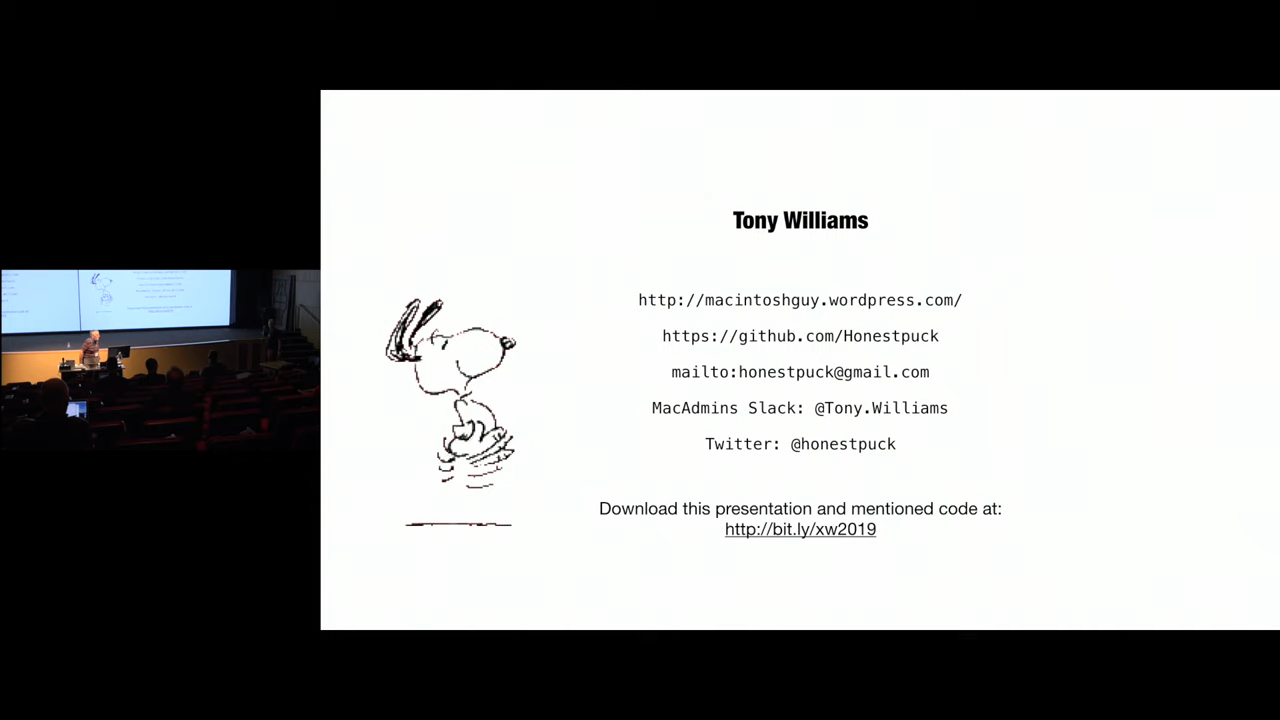 Tony Williams
http://macintoshguy.wordpress.com/
https://github.com/Honestpuck
mailto:honestpuck@gmail.com
MacAdmins Slack: @Tony.Williams
Twitter: @honestpuck
Download this presentation and mentioned code at:
http://bit.ly/xw2019